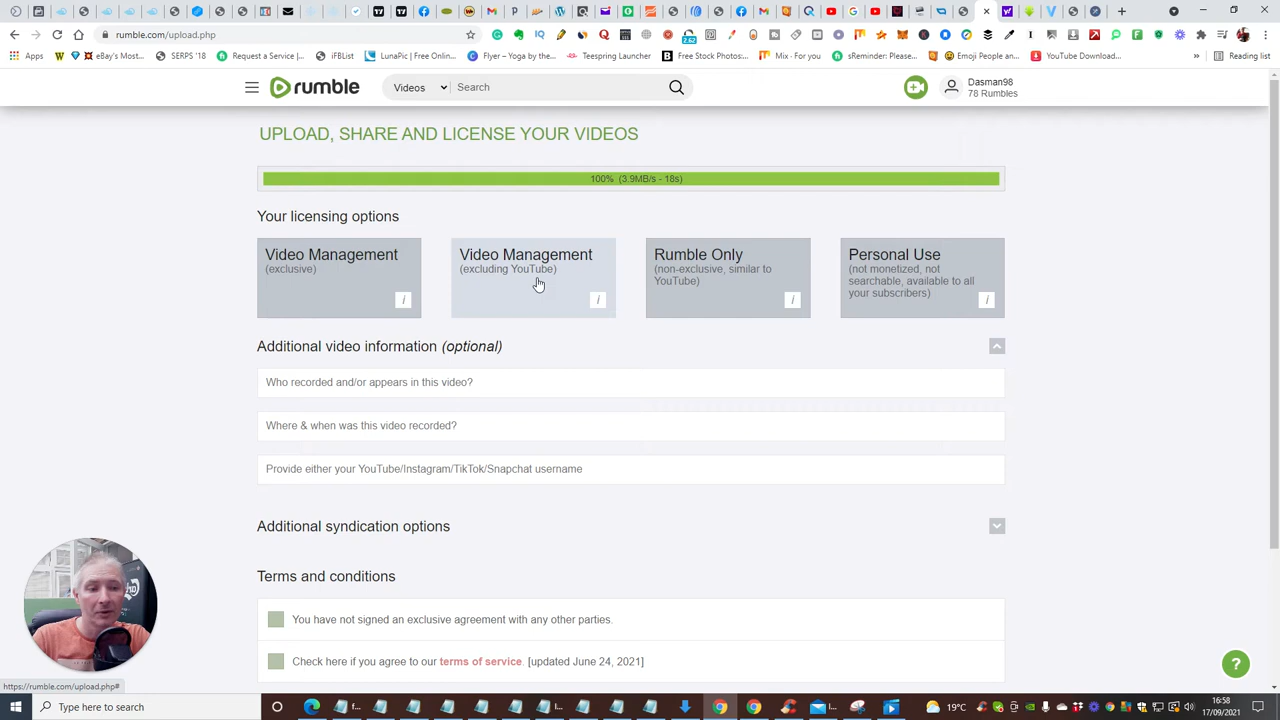 rumble.com/upload.php
Apps
eBay's Most...
SERPS '18
Request a Service |...
iFBList
LunaPic | Free Onlin...
Flyer – Yoga by the...
Teespring Launcher
Free Stock Photos:...
Mix · For you
sReminder: Please...
Emoji People an...
YouTube Download...
»
Reading list
2.62
rumble
Videos
Search
Dasman98
78 Rumbles
UPLOAD, SHARE AND LICENSE YOUR VIDEOS
100% (3.9MB/s - 18s)
Your licensing options
Video Management
(exclusive)
i
Video Management
(excluding YouTube)
i
Rumble Only
(non-exclusive, similar to
YouTube)
i
Personal Use
(not monetized, not
searchable, available to all
your subscribers)
i
Additional video information (optional)
Who recorded and/or appears in this video?
Where & when was this video recorded?
Provide either your YouTube/Instagram/TikTok/Snapchat username
Additional syndication options
Terms and conditions
You have not signed an exclusive agreement with any other parties.
Check here if you agree to our terms of service. [updated June 24, 2021]
?
https://rumble.com/upload.php#
Type here to search
19°C
16:58
17/09/2021